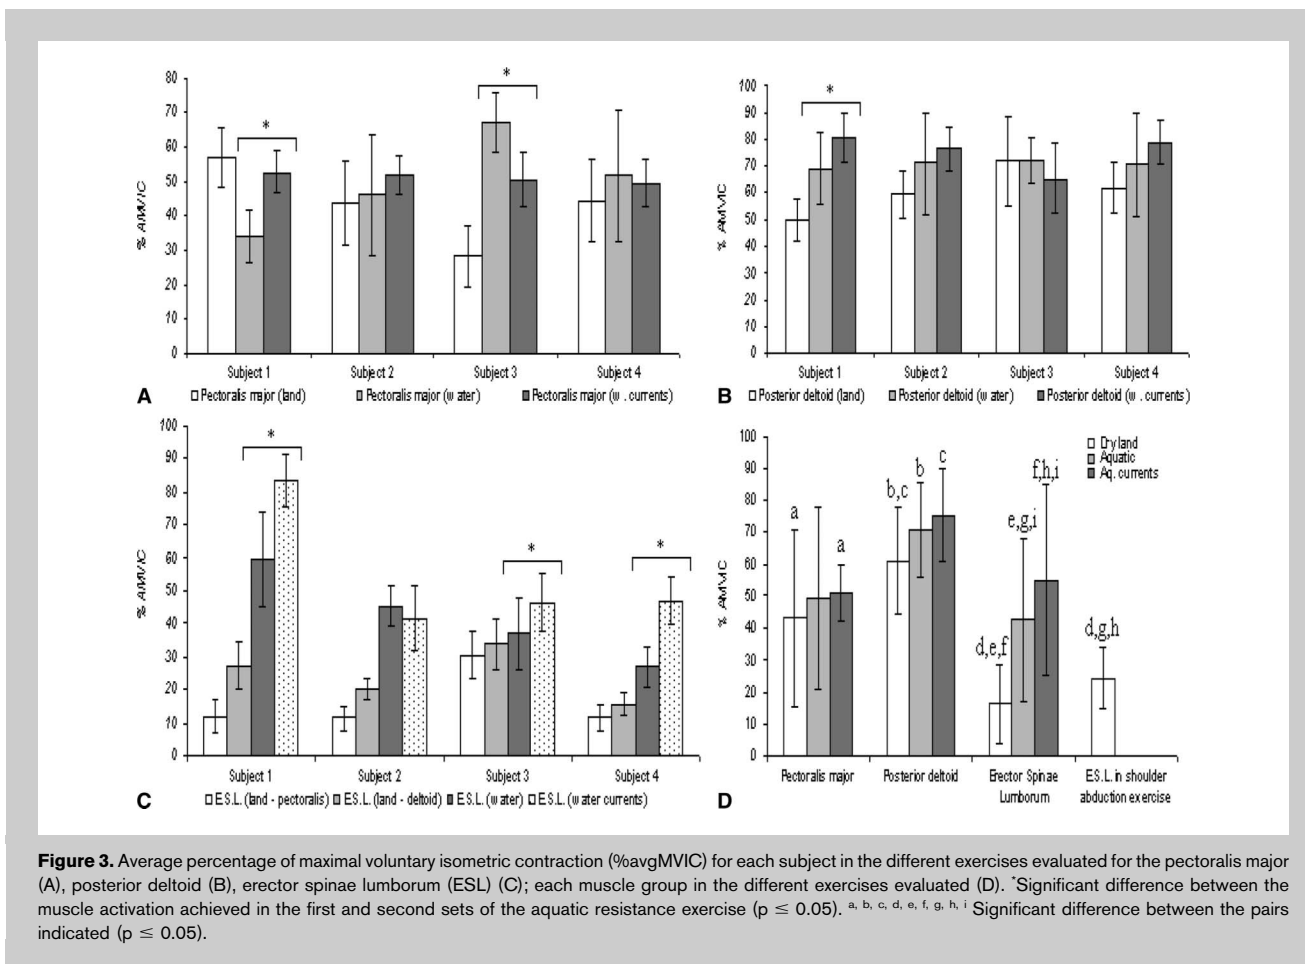 80
70
60
50
40
30
20
10
0
% AMVIC
*
*
Subject 1 Subject 2 Subject 3 Subject 4
A Pectoralis major (land) Pectoralis major (water) Pectoralis major (w. currents)
100
90
80
70
60
50
40
30
20
10
0
% AMVIC
*
Subject 1 Subject 2 Subject 3 Subject 4
B Posterior deltoid (land) Posterior deltoid (water) Posterior deltoid (w. currents)
100
90
80
70
60
50
40
30
20
10
0
% AMVIC
*
*
*
Subject 1 Subject 2 Subject 3 Subject 4
C E.S.L. (land - pectoralis) E.S.L. (land - deltoid) E.S.L. (water) E.S.L. (water currents)
100
90
80
70
60
50
40
30
20
10
0
% AMVIC
Dry land
Aquatic
Aq. currents
a
a
b,c
b
c
d,e,f
e,g,i
f,h,i
d,g,h
Pectoralis major Posterior deltoid Erector Spinae E.S.L. in shoulder
Lumborum abduction exercise
D
Figure 3. Average percentage of maximal voluntary isometric contraction (%avgMVIC) for each subject in the different exercises evaluated for the pectoralis major
(A), posterior deltoid (B), erector spinae lumborum (ESL) (C); each muscle group in the different exercises evaluated (D). *Significant difference between the
muscle activation achieved in the first and second sets of the aquatic resistance exercise (p ≤ 0.05). a, b, c, d, e, f, g, h, i Significant difference between the pairs
indicated (p ≤ 0.05).